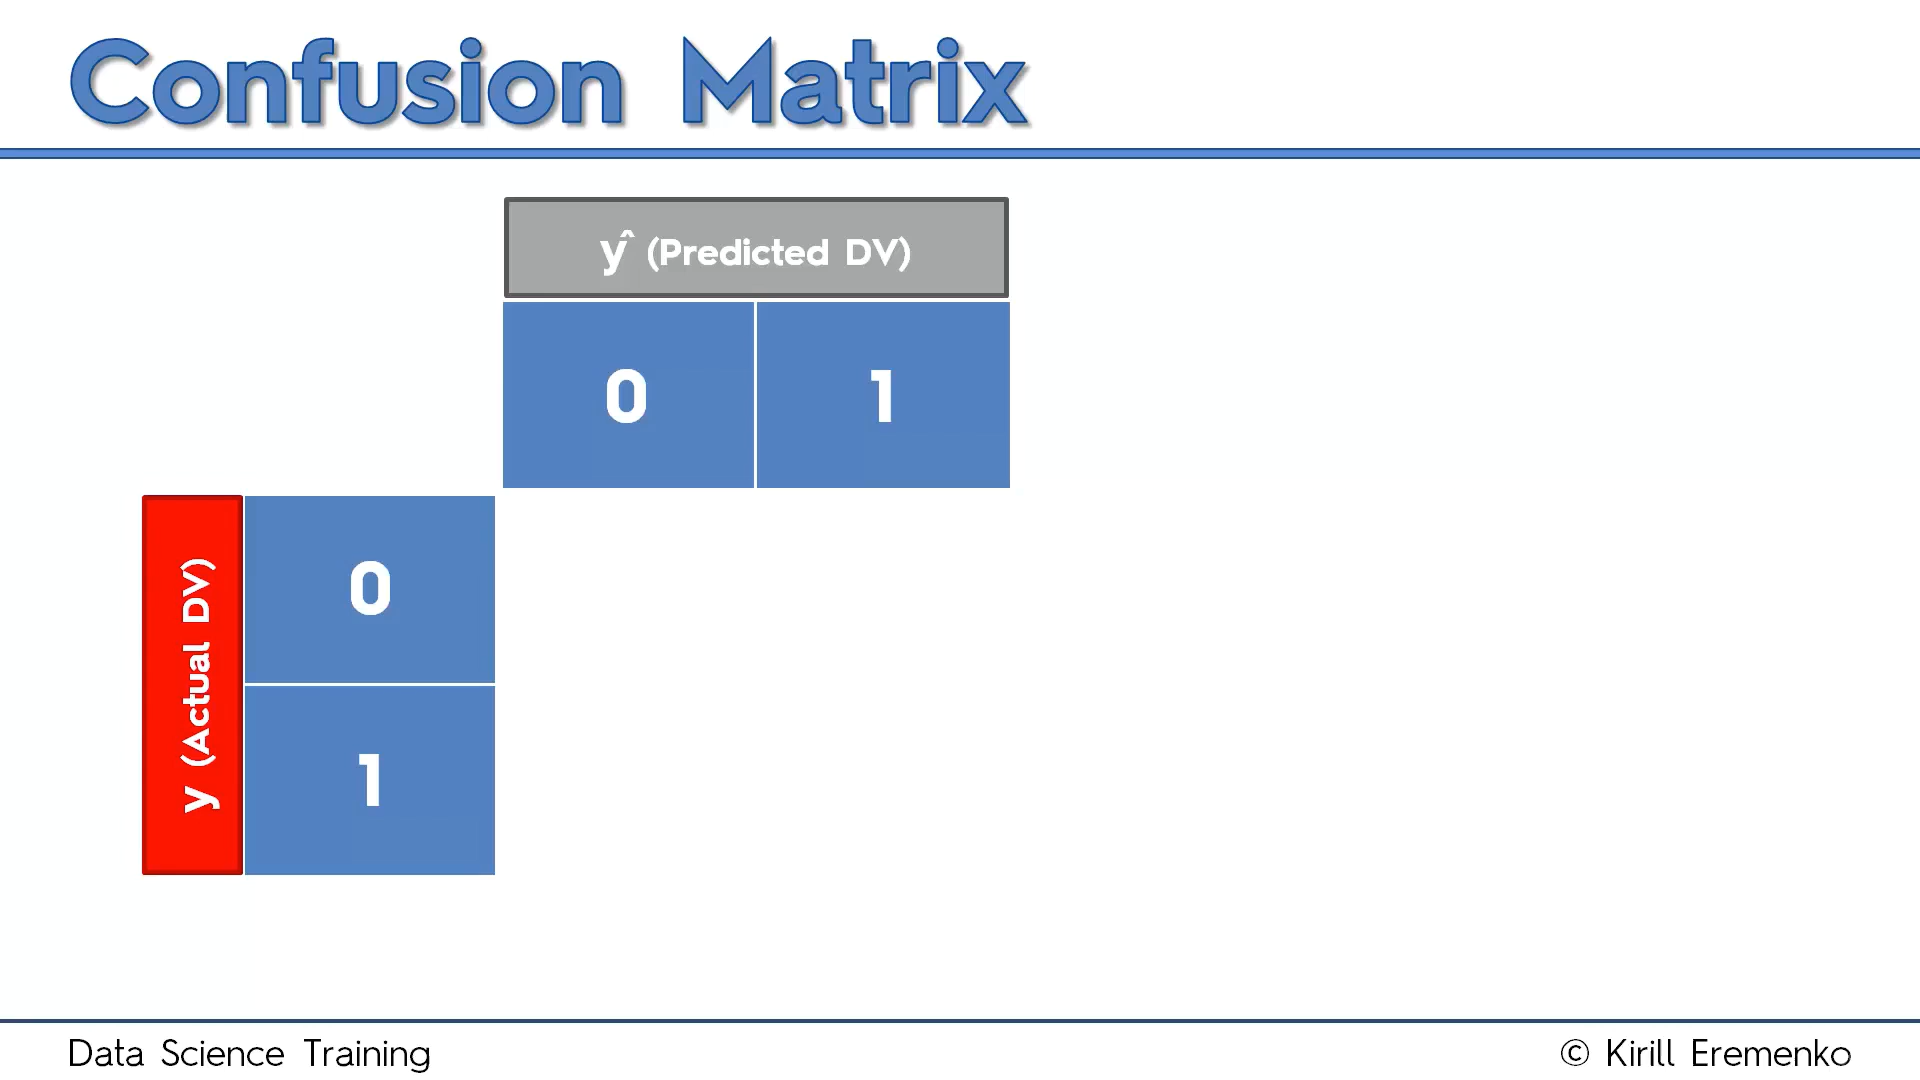 Confusion Matrix
ŷ (Predicted DV)
0 1
y (Actual DV)
0
1
Data Science Training
© Kirill Eremenko